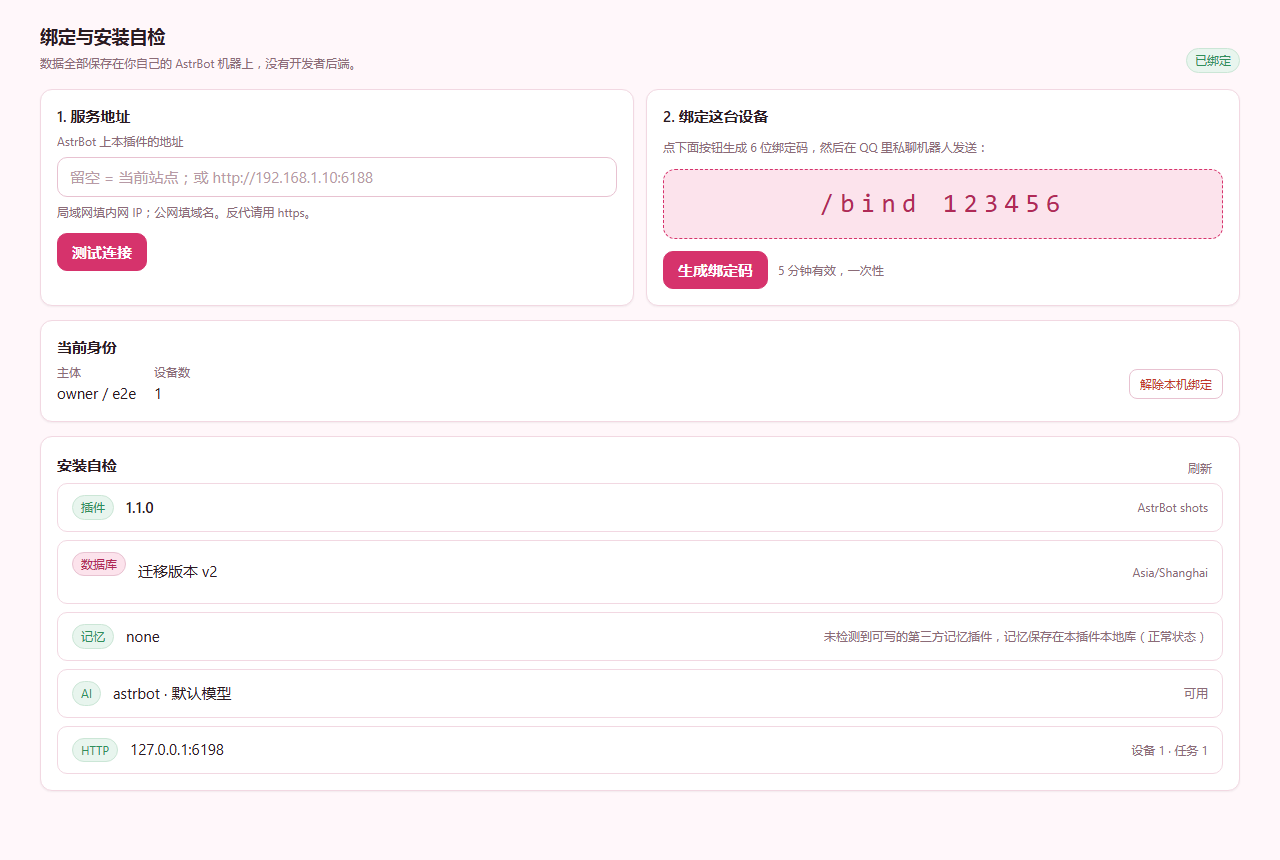 绑定与安装自检
数据全部保存在你自己的 AstrBot 机器上，没有开发者后端。
已绑定
1. 服务地址
AstrBot 上本插件的地址
留空 = 当前站点；或 http://192.168.1.10:6188
局域网填内网 IP；公网填域名。反代请用 https。
测试连接
2. 绑定这台设备
点下面按钮生成 6 位绑定码，然后在 QQ 里私聊机器人发送：
/bind 123456
生成绑定码 5 分钟有效，一次性
当前身份
主体 设备数
owner / e2e 1
解除本机绑定
安装自检
刷新
插件 1.1.0 AstrBot shots
数据库 迁移版本 v2 Asia/Shanghai
记忆 none 未检测到可写的第三方记忆插件，记忆保存在本插件本地库（正常状态）
AI astrbot · 默认模型 可用
HTTP 127.0.0.1:6198 设备 1 · 任务 1